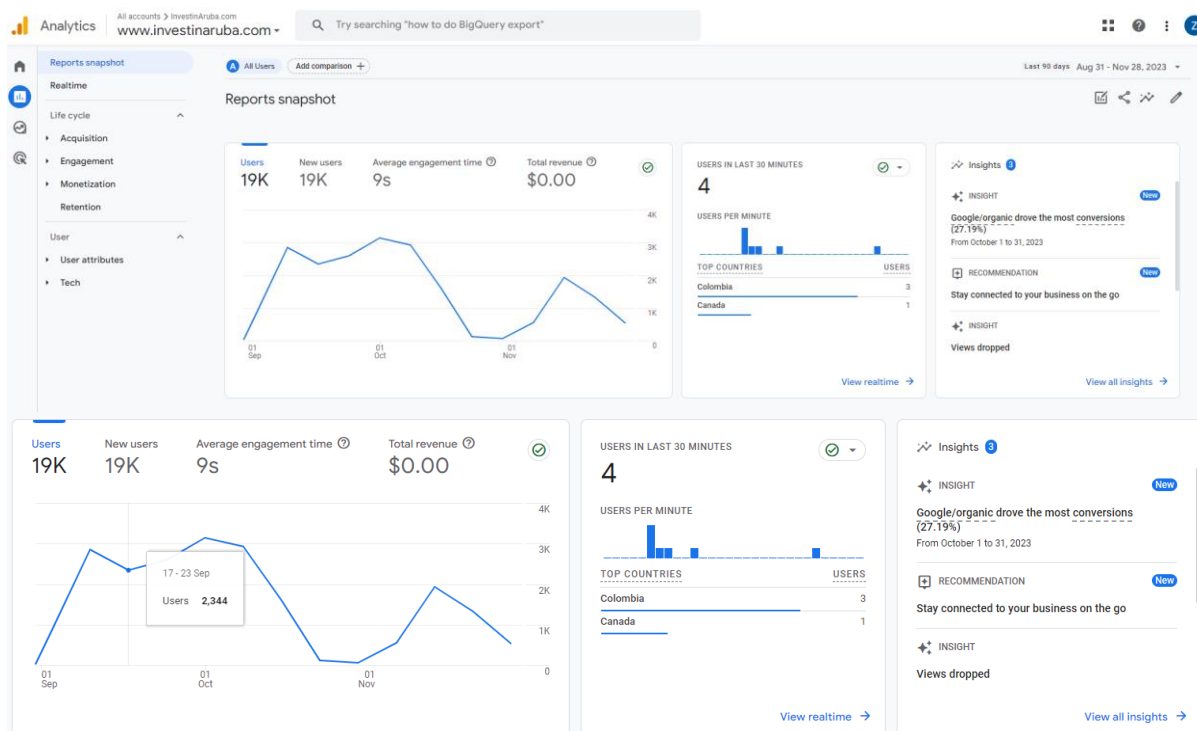 Analytics
All accounts > InvestinAruba.com
www.investinaruba.com
Try searching "how to do BigQuery export"
Z
Reports snapshot
Realtime
Life cycle
Acquisition
Engagement
Monetization
Retention
User
User attributes
Tech
A All Users
Add comparison +
Last 90 days Aug 31 - Nov 28, 2023
Reports snapshot
Users New users Average engagement time Total revenue
19K 19K 9s $0.00
4K
3K
2K
1K
0
01 Sep
01 Oct
01 Nov
USERS IN LAST 30 MINUTES
4
USERS PER MINUTE
TOP COUNTRIES USERS
Colombia 3
Canada 1
View realtime
Insights 3
INSIGHT New
Google/organic drove the most conversions
(27.19%)
From October 1 to 31, 2023
RECOMMENDATION New
Stay connected to your business on the go
INSIGHT
Views dropped
View all insights
Users New users Average engagement time Total revenue
19K 19K 9s $0.00
4K
3K
2K
1K
0
17 - 23 Sep
Users 2,344
01 Sep
01 Oct
01 Nov
USERS IN LAST 30 MINUTES
4
USERS PER MINUTE
TOP COUNTRIES USERS
Colombia 3
Canada 1
View realtime
Insights 3
INSIGHT New
Google/organic drove the most conversions
(27.19%)
From October 1 to 31, 2023
RECOMMENDATION New
Stay connected to your business on the go
INSIGHT
Views dropped
View all insights